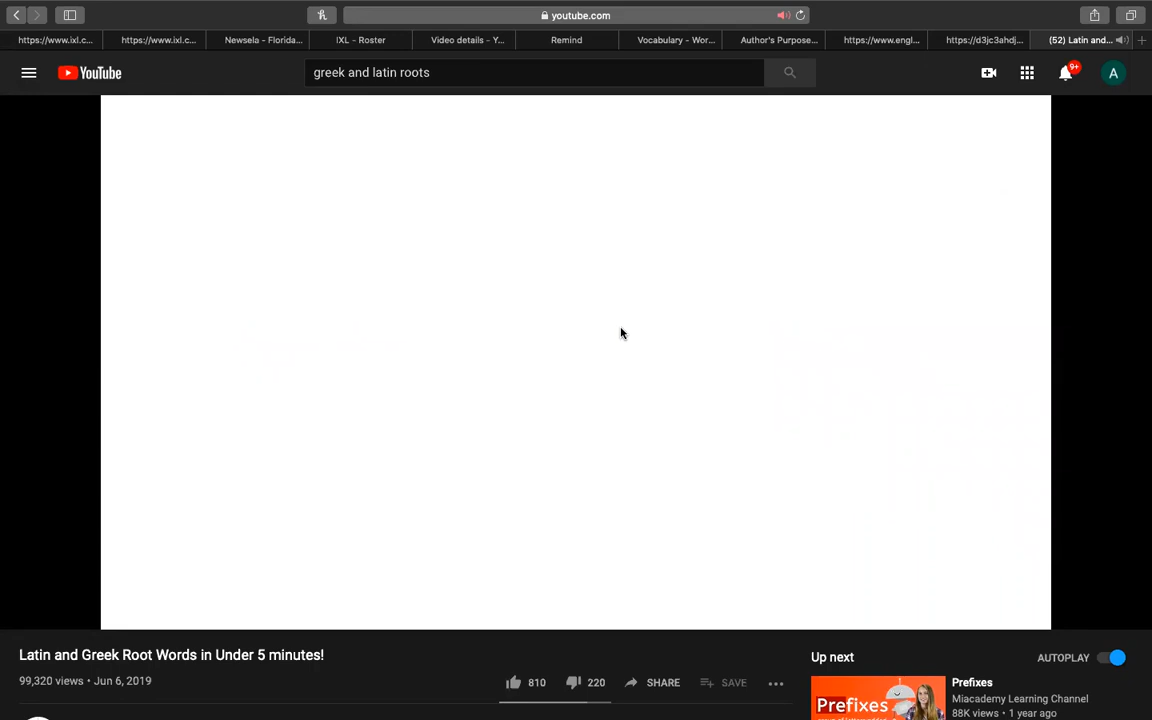 youtube.com
https://www.ixl.c...
https://www.ixl.c...
Newsela - Florida...
IXL - Roster
Video details - Y...
Remind
Vocabulary - Wor...
Author's Purpose...
https://www.engl...
https://d3jc3ahdj...
(52) Latin and...
YouTube
greek and latin roots
9+
A
Latin and Greek Root Words in Under 5 minutes!
99,320 views • Jun 6, 2019
810
220
SHARE
SAVE
Up next
AUTOPLAY
Prefixes
Prefixes
Miacademy Learning Channel
88K views • 1 year ago